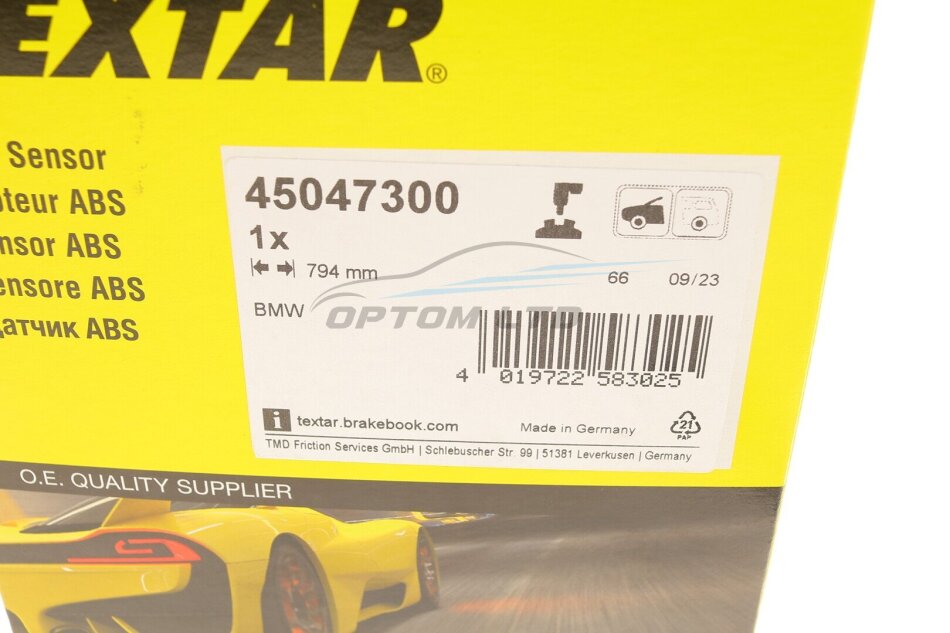 EXTAR®
Sensor
teur ABS
nsor ABS
ensore ABS
датчик ABS
45047300
1x
794 mm
66 09/23
BMW
OPTOM LTD
4 019722 583025
i textar.brakebook.com
Made in Germany
21
PAP
TMD Friction Services GmbH | Schlebuscher Str. 99 | 51381 Leverkusen | Germany
O.E. QUALITY SUPPLIER